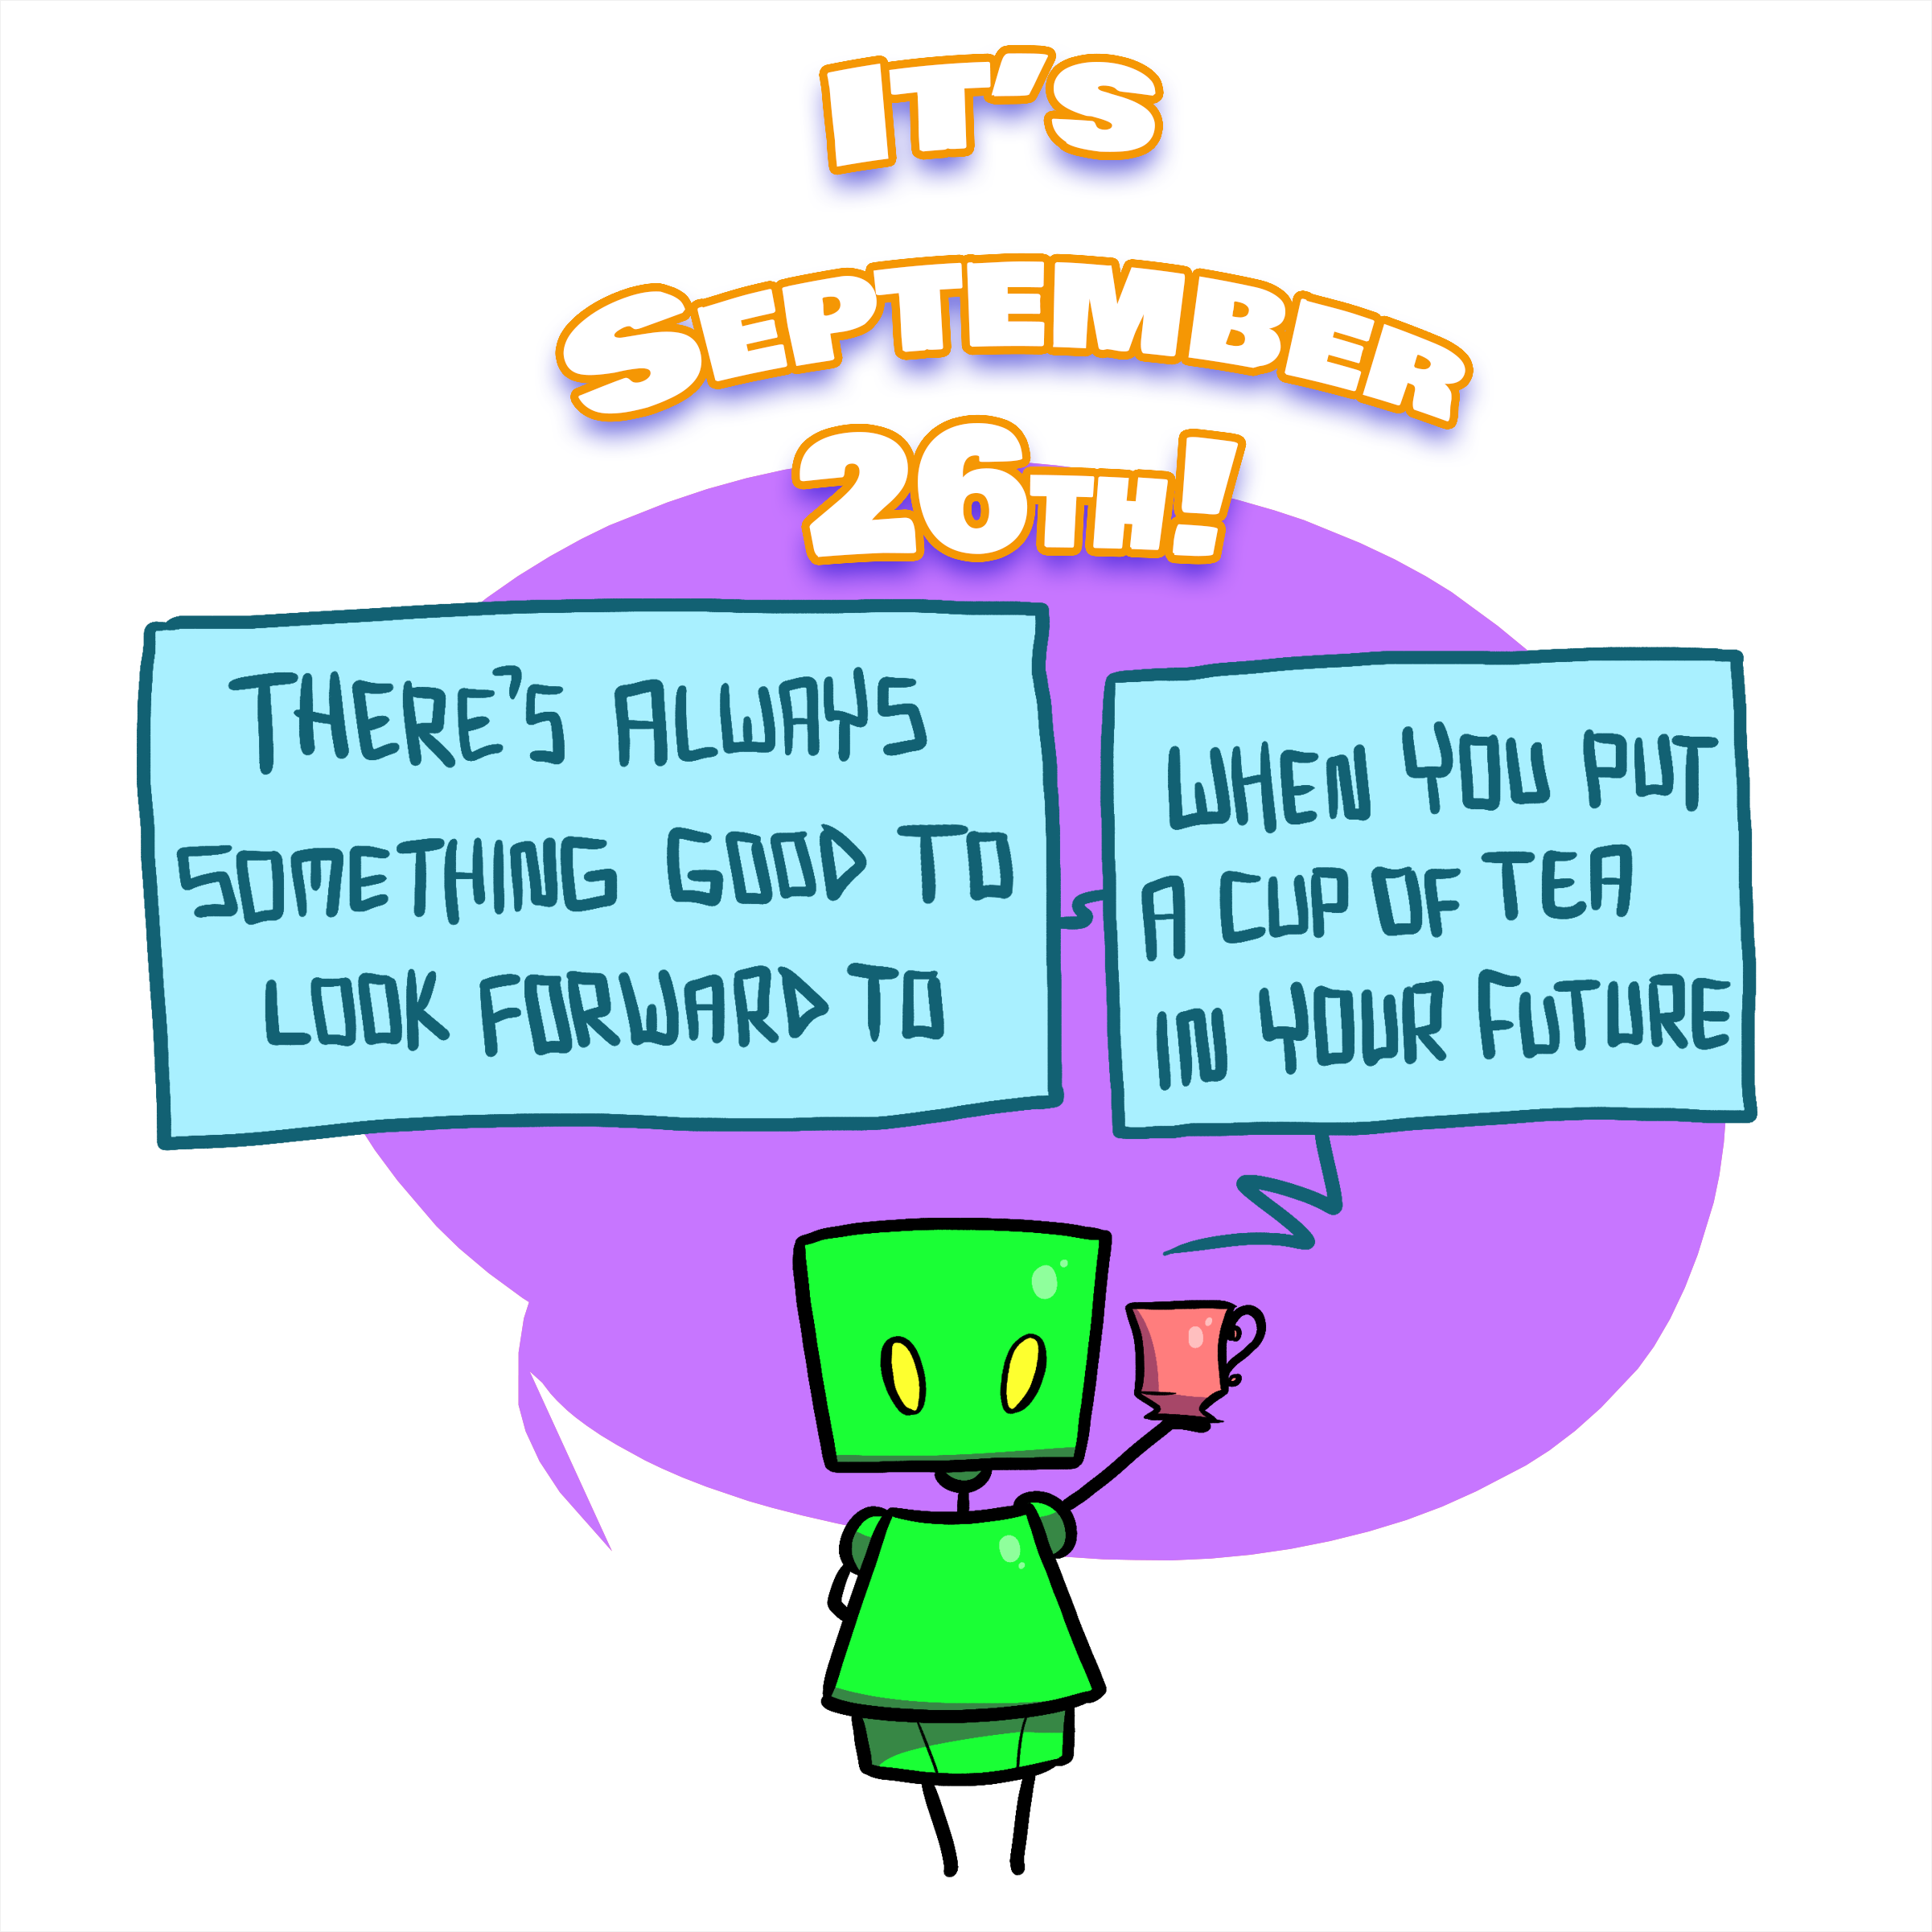 It's
September
26th!
THERE'S ALWAYS
SOMETHING GOOD TO
LOOK FORWARD TO
WHEN YOU PUT
A CUP OF TEA
IN YOUR FUTURE